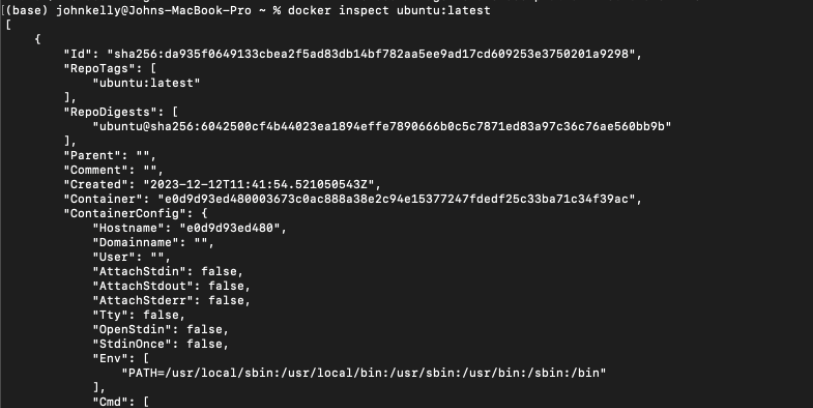 (base) johnkelly@Johns-MacBook-Pro ~ % docker inspect ubuntu:latest
[
    {
        "Id": "sha256:da935f0649133cbea2f5ad83db14bf782aa5ee9ad17cd609253e3750201a9298",
        "RepoTags": [
            "ubuntu:latest"
        ],
        "RepoDigests": [
            "ubuntu@sha256:6042500cf4b44023ea1894effe7890666b0c5c7871ed83a97c36c76ae560bb9b"
        ],
        "Parent": "",
        "Comment": "",
        "Created": "2023-12-12T11:41:54.521050543Z",
        "Container": "e0d9d93ed480003673c0ac888a38e2c94e15377247fdedf25c33ba71c34f39ac",
        "ContainerConfig": {
            "Hostname": "e0d9d93ed480",
            "Domainname": "",
            "User": "",
            "AttachStdin": false,
            "AttachStdout": false,
            "AttachStderr": false,
            "Tty": false,
            "OpenStdin": false,
            "StdinOnce": false,
            "Env": [
                "PATH=/usr/local/sbin:/usr/local/bin:/usr/sbin:/usr/bin:/sbin:/bin"
            ],
            "Cmd": [